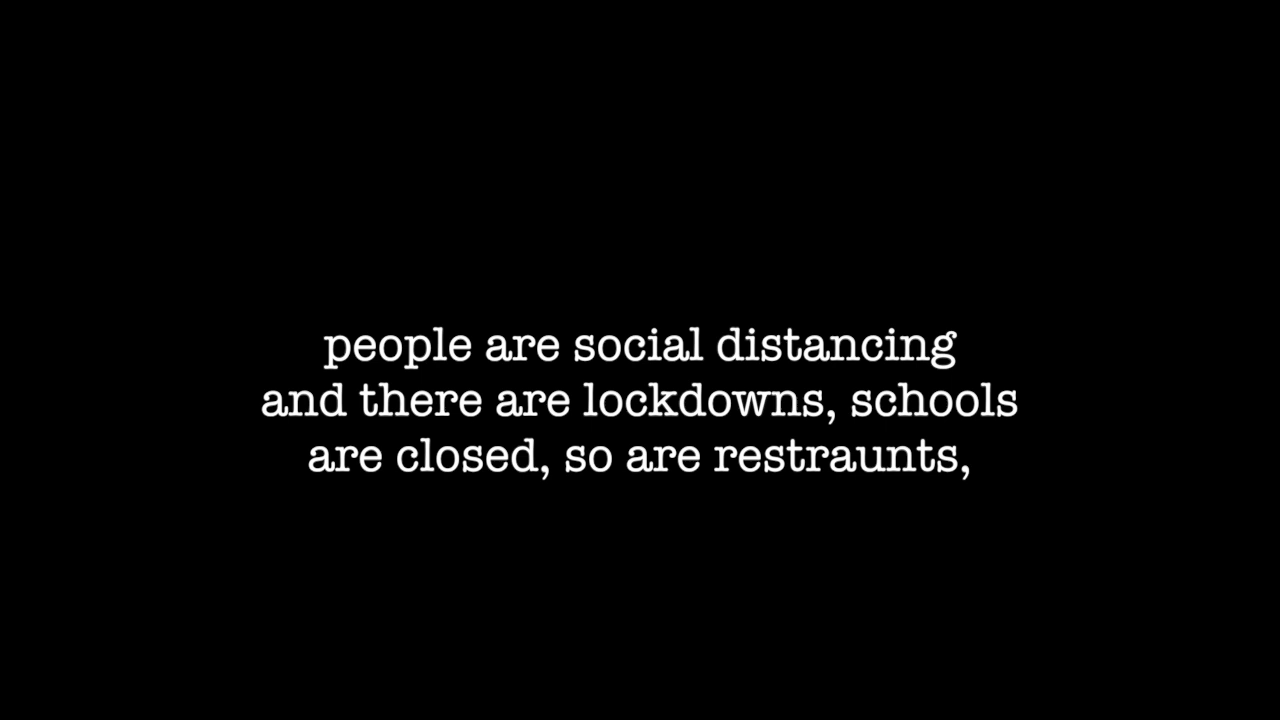 people are social distancing
and there are lockdowns, schools
are closed, so are restraunts,